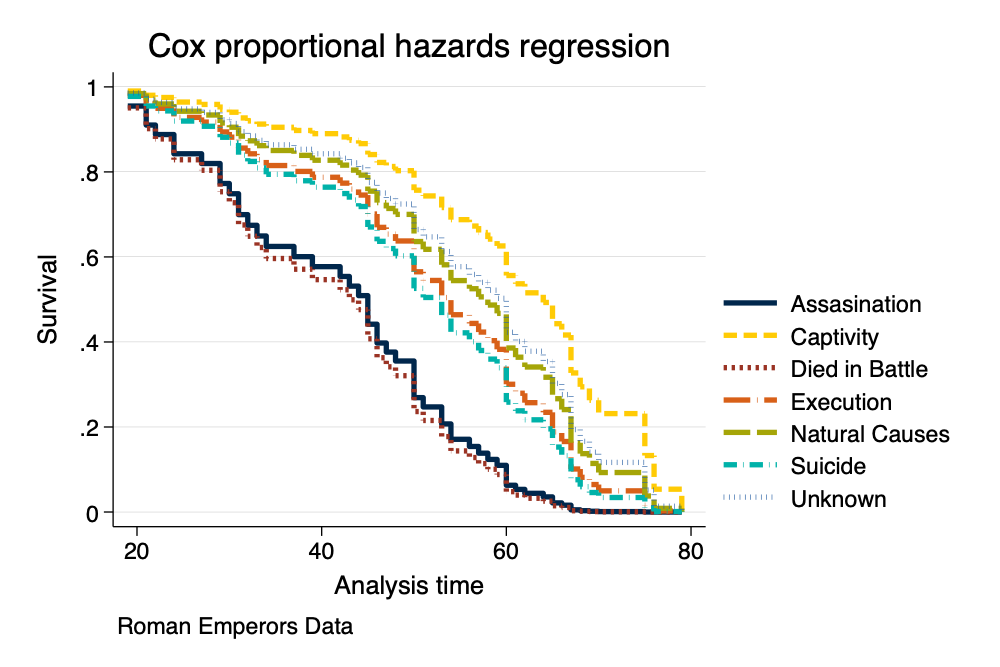 Cox proportional hazards regression
1
.8
.6
.4
.2
0
Survival
20 40 60 80
Analysis time
Assasination
Captivity
Died in Battle
Execution
Natural Causes
Suicide
Unknown
Roman Emperors Data